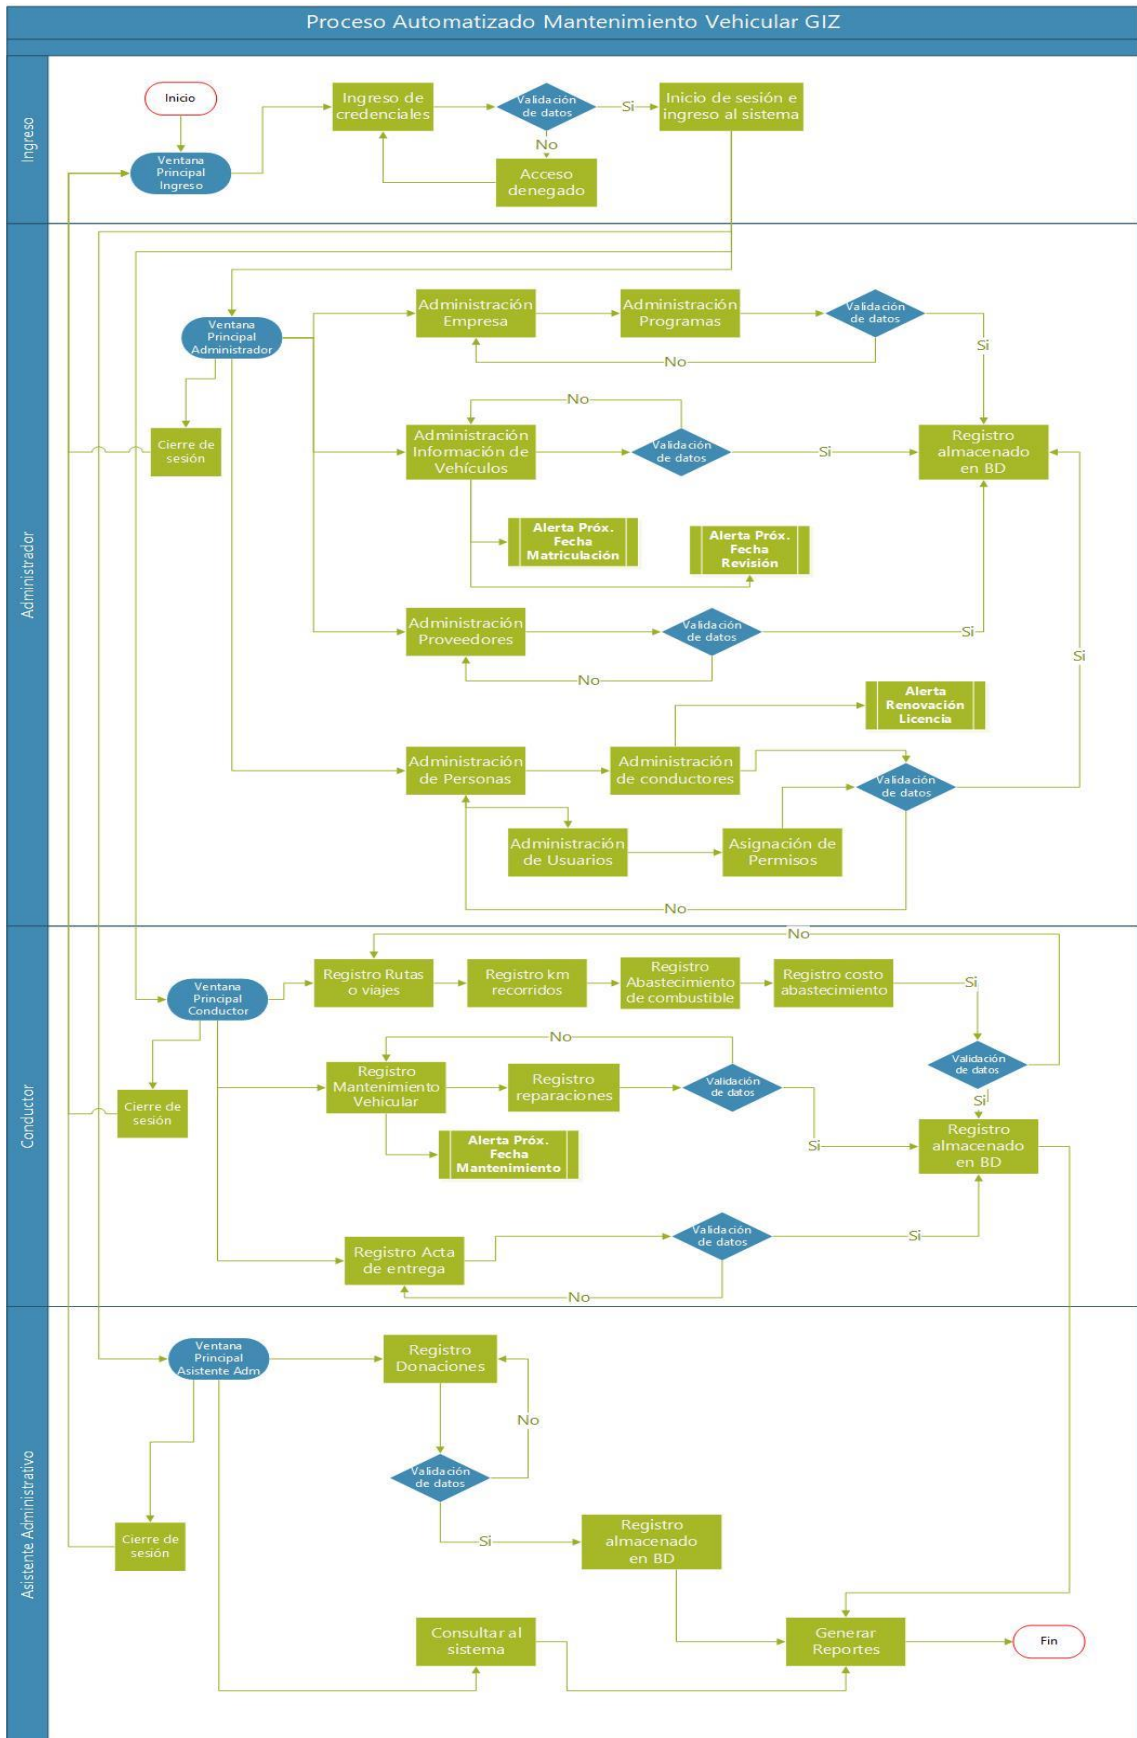 Proceso Automatizado Mantenimiento Vehicular GIZ
Ingreso
Inicio
Ventana
Principal
Ingreso
Ingreso de
credenciales
Validación
de datos
Si
Inicio de sesión e
ingreso al sistema
No
Acceso
denegado
Administrador
Ventana
Principal
Administrador
Cierre de
sesión
Administración
Empresa
Administración
Programas
Validación
de datos
No
Si
No
Administración
Información de
Vehículos
Validación
de datos
Si
Registro
almacenado
en BD
Alerta Próx.
Fecha
Matriculación
Alerta Próx.
Fecha
Revisión
Administración
Proveedores
Validación
de datos
Si
No
Si
Alerta
Renovación
Licencia
Administración
de Personas
Administración
de conductores
Validación
de datos
Administración
de Usuarios
Asignación de
Permisos
No
Conductor
No
Ventana
Principal
Conductor
Registro Rutas
o viajes
Registro km
recorridos
Registro
Abastecimiento
de combustible
Registro costo
abastecimiento
Si
Validación
de datos
Si
Cierre de
sesión
No
Registro
Mantenimiento
Vehicular
Registro
reparaciones
Validación
de datos
Si
Registro
almacenado
en BD
Alerta Próx.
Fecha
Mantenimiento
Registro Acta
de entrega
Validación
de datos
Si
No
Asistente Administrativo
Ventana
Principal
Asistente Adm
Registro
Donaciones
No
Validación
de datos
Cierre de
sesión
Si
Registro
almacenado
en BD
Consultar al
sistema
Generar
Reportes
Fin